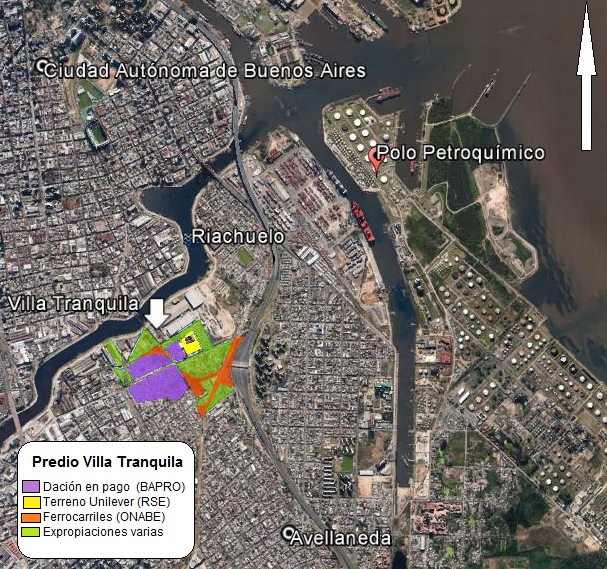 Ciudad Autónoma de Buenos Aires
Polo Petroquímico
Riachuelo
Villa Tranquila
Predio Villa Tranquila
Dación en pago (BAPRO)
Terreno Unilever (RSE)
Ferrocarriles (ONABE)
Expropiaciones varias
Avellaneda